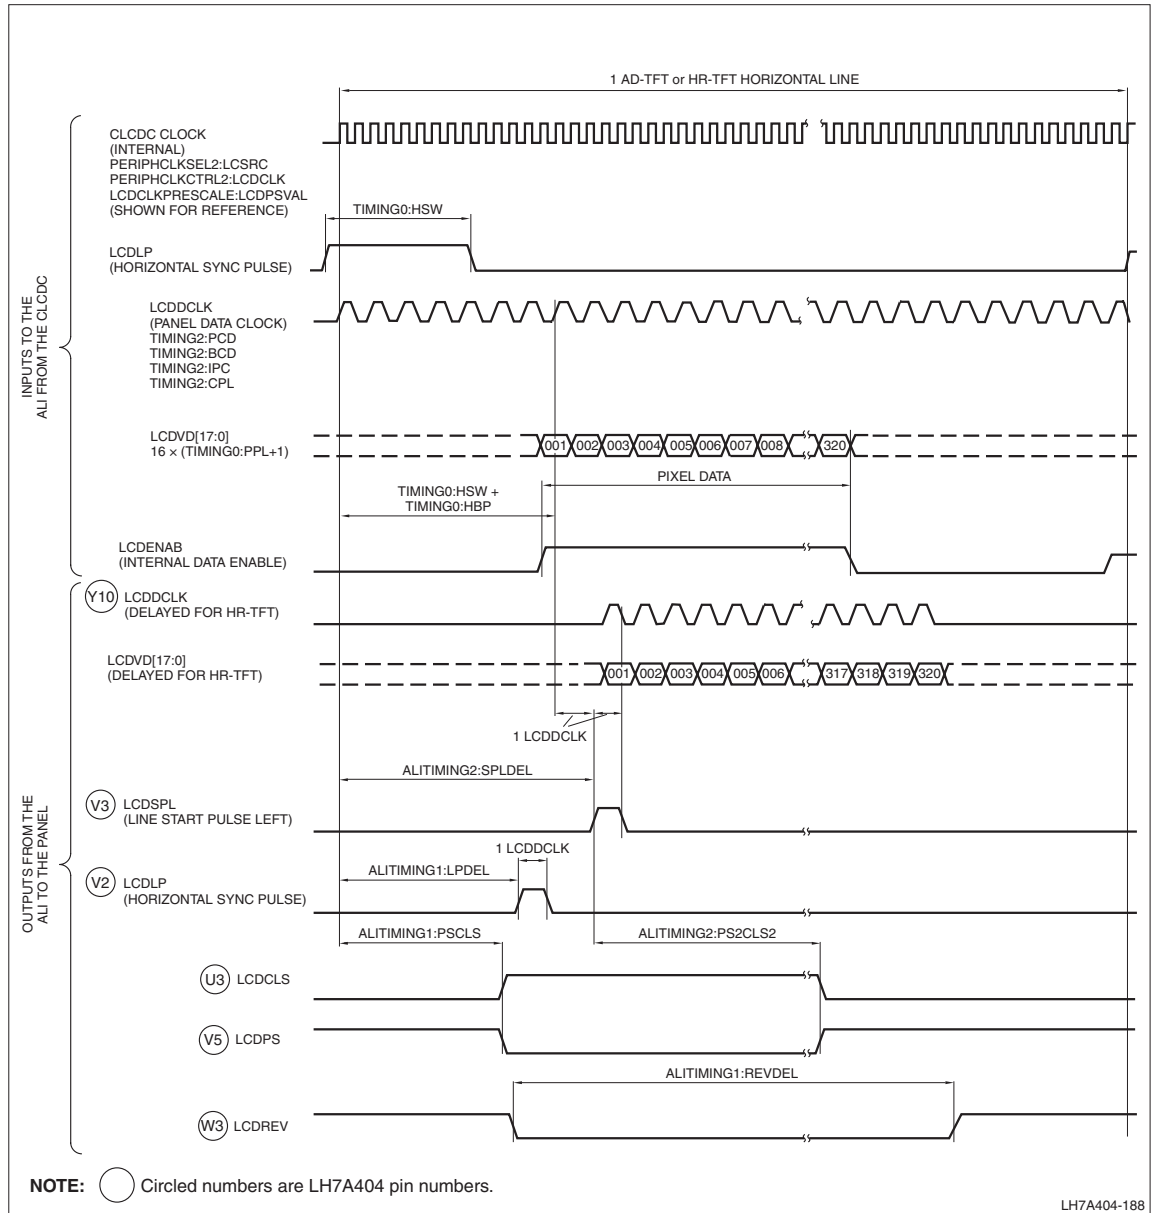 1 AD-TFT or HR-TFT HORIZONTAL LINE
INPUTS TO THE
ALI FROM THE CLCDC
CLCDC CLOCK
(INTERNAL)
PERIPHCLKSEL2:LCSRC
PERIPHCLKCTRL2:LCDCLK
LCDCLKPRESCALE:LCDPSVAL
(SHOWN FOR REFERENCE)
TIMING0:HSW
LCDLP
(HORIZONTAL SYNC PULSE)
LCDDCLK
(PANEL DATA CLOCK)
TIMING2:PCD
TIMING2:BCD
TIMING2:IPC
TIMING2:CPL
LCDVD[17:0]
16 × (TIMING0:PPL+1)
001 002 003 004 005 006 007 008 320
PIXEL DATA
TIMING0:HSW +
TIMING0:HBP
LCDENAB
(INTERNAL DATA ENABLE)
OUTPUTS FROM THE
ALI TO THE PANEL
Y10 LCDDCLK
(DELAYED FOR HR-TFT)
LCDVD[17:0]
(DELAYED FOR HR-TFT)
001 002 003 004 005 006 317 318 319 320
1 LCDDCLK
ALITIMING2:SPLDEL
V3 LCDSPL
(LINE START PULSE LEFT)
1 LCDDCLK
ALITIMING1:LPDEL
V2 LCDLP
(HORIZONTAL SYNC PULSE)
ALITIMING1:PSCLS
ALITIMING2:PS2CLS2
U3 LCDCLS
V5 LCDPS
ALITIMING1:REVDEL
W3 LCDREV
NOTE: Circled numbers are LH7A404 pin numbers.
LH7A404-188